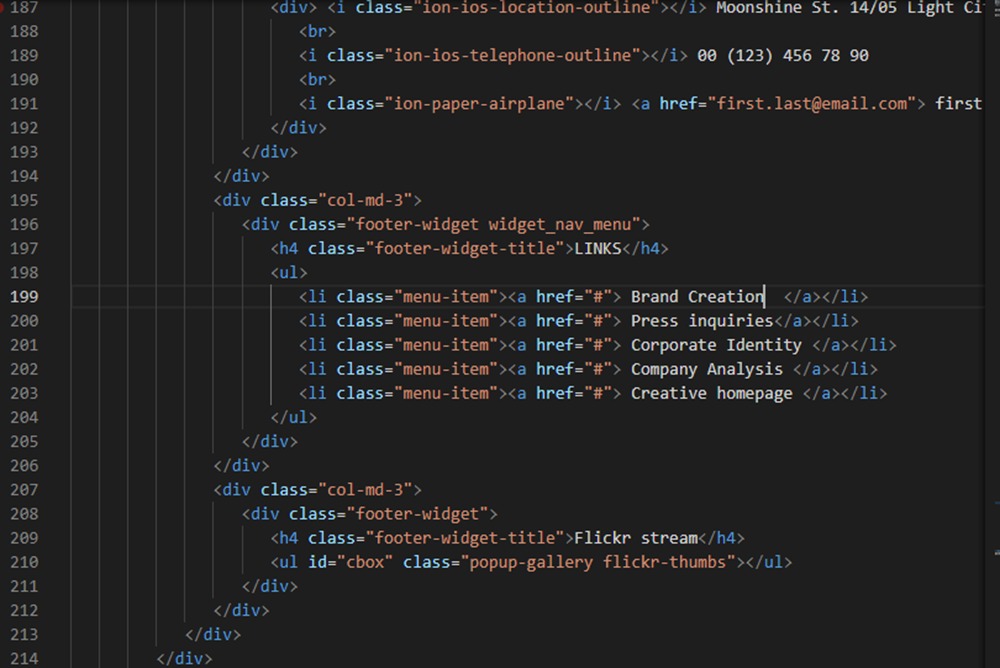 187 <div> <i class="ion-ios-location-outline"></i> Moonshine St. 14/05 Light
188 <br>
189 <i class="ion-ios-telephone-outline"></i> 00 (123) 456 78 90
190 <br>
191 <i class="ion-paper-airplane"></i> <a href="first.last@email.com"> first
192 </div>
193 </div>
194 </div>
195 <div class="col-md-3">
196 <div class="footer-widget widget_nav_menu">
197 <h4 class="footer-widget-title">LINKS</h4>
198 <ul>
199 <li class="menu-item"><a href="#"> Brand Creation  </a></li>
200 <li class="menu-item"><a href="#"> Press inquiries</a></li>
201 <li class="menu-item"><a href="#"> Corporate Identity </a></li>
202 <li class="menu-item"><a href="#"> Company Analysis </a></li>
203 <li class="menu-item"><a href="#"> Creative homepage </a></li>
204 </ul>
205 </div>
206 </div>
207 <div class="col-md-3">
208 <div class="footer-widget">
209 <h4 class="footer-widget-title">Flickr stream</h4>
210 <ul id="cbox" class="popup-gallery flickr-thumbs"></ul>
211 </div>
212 </div>
213 </div>
214 </div>